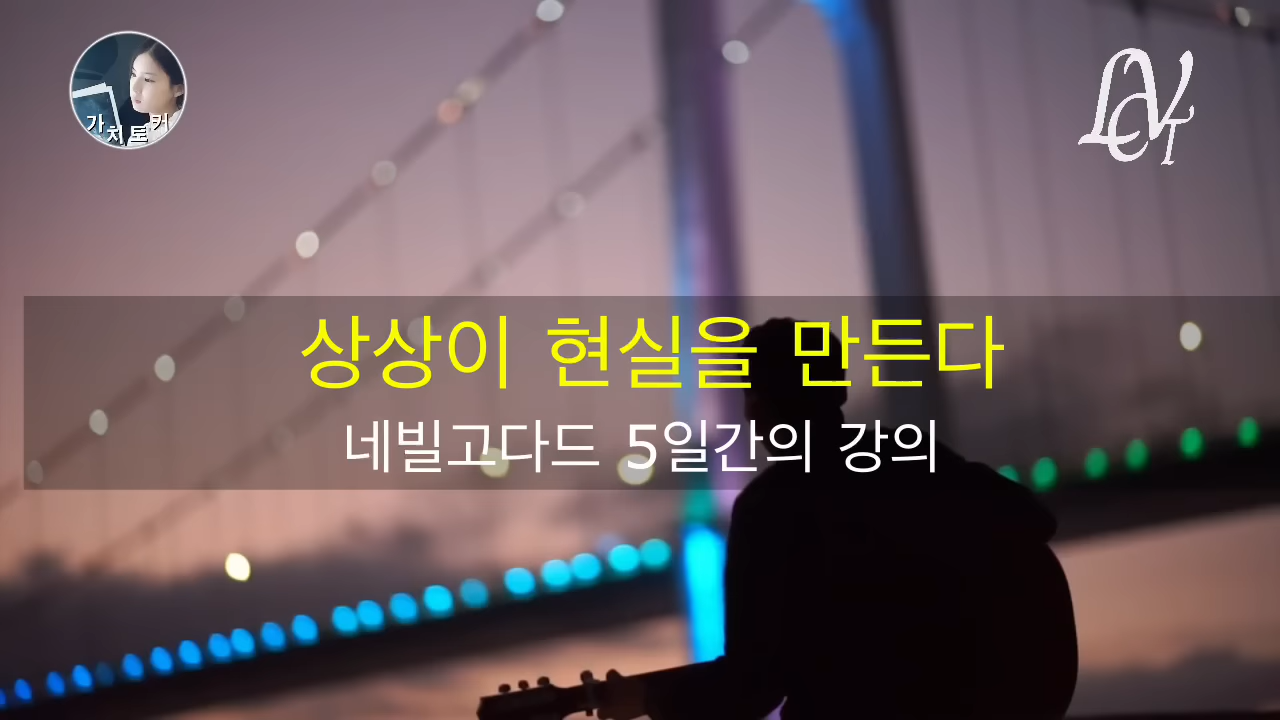 가치토커
상상이 현실을 만든다
네빌고다드 5일간의 강의